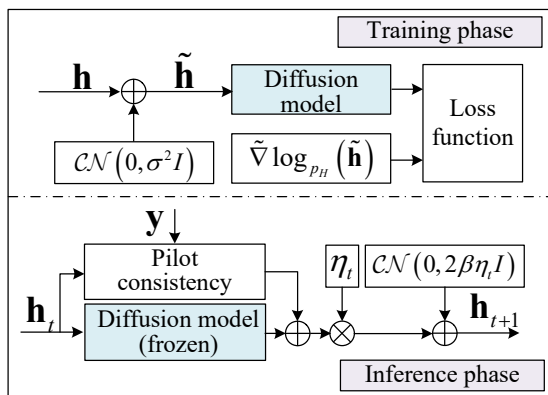 Training phase
h
h̃
Diffusion
model
Loss
function
𝒞𝒩(0,σ²I)
∇̃ log_{p_H}(h̃)
y
Pilot
consistency
η_t
𝒞𝒩(0,2βη_tI)
h_t
Diffusion model
(frozen)
h_{t+1}
Inference phase